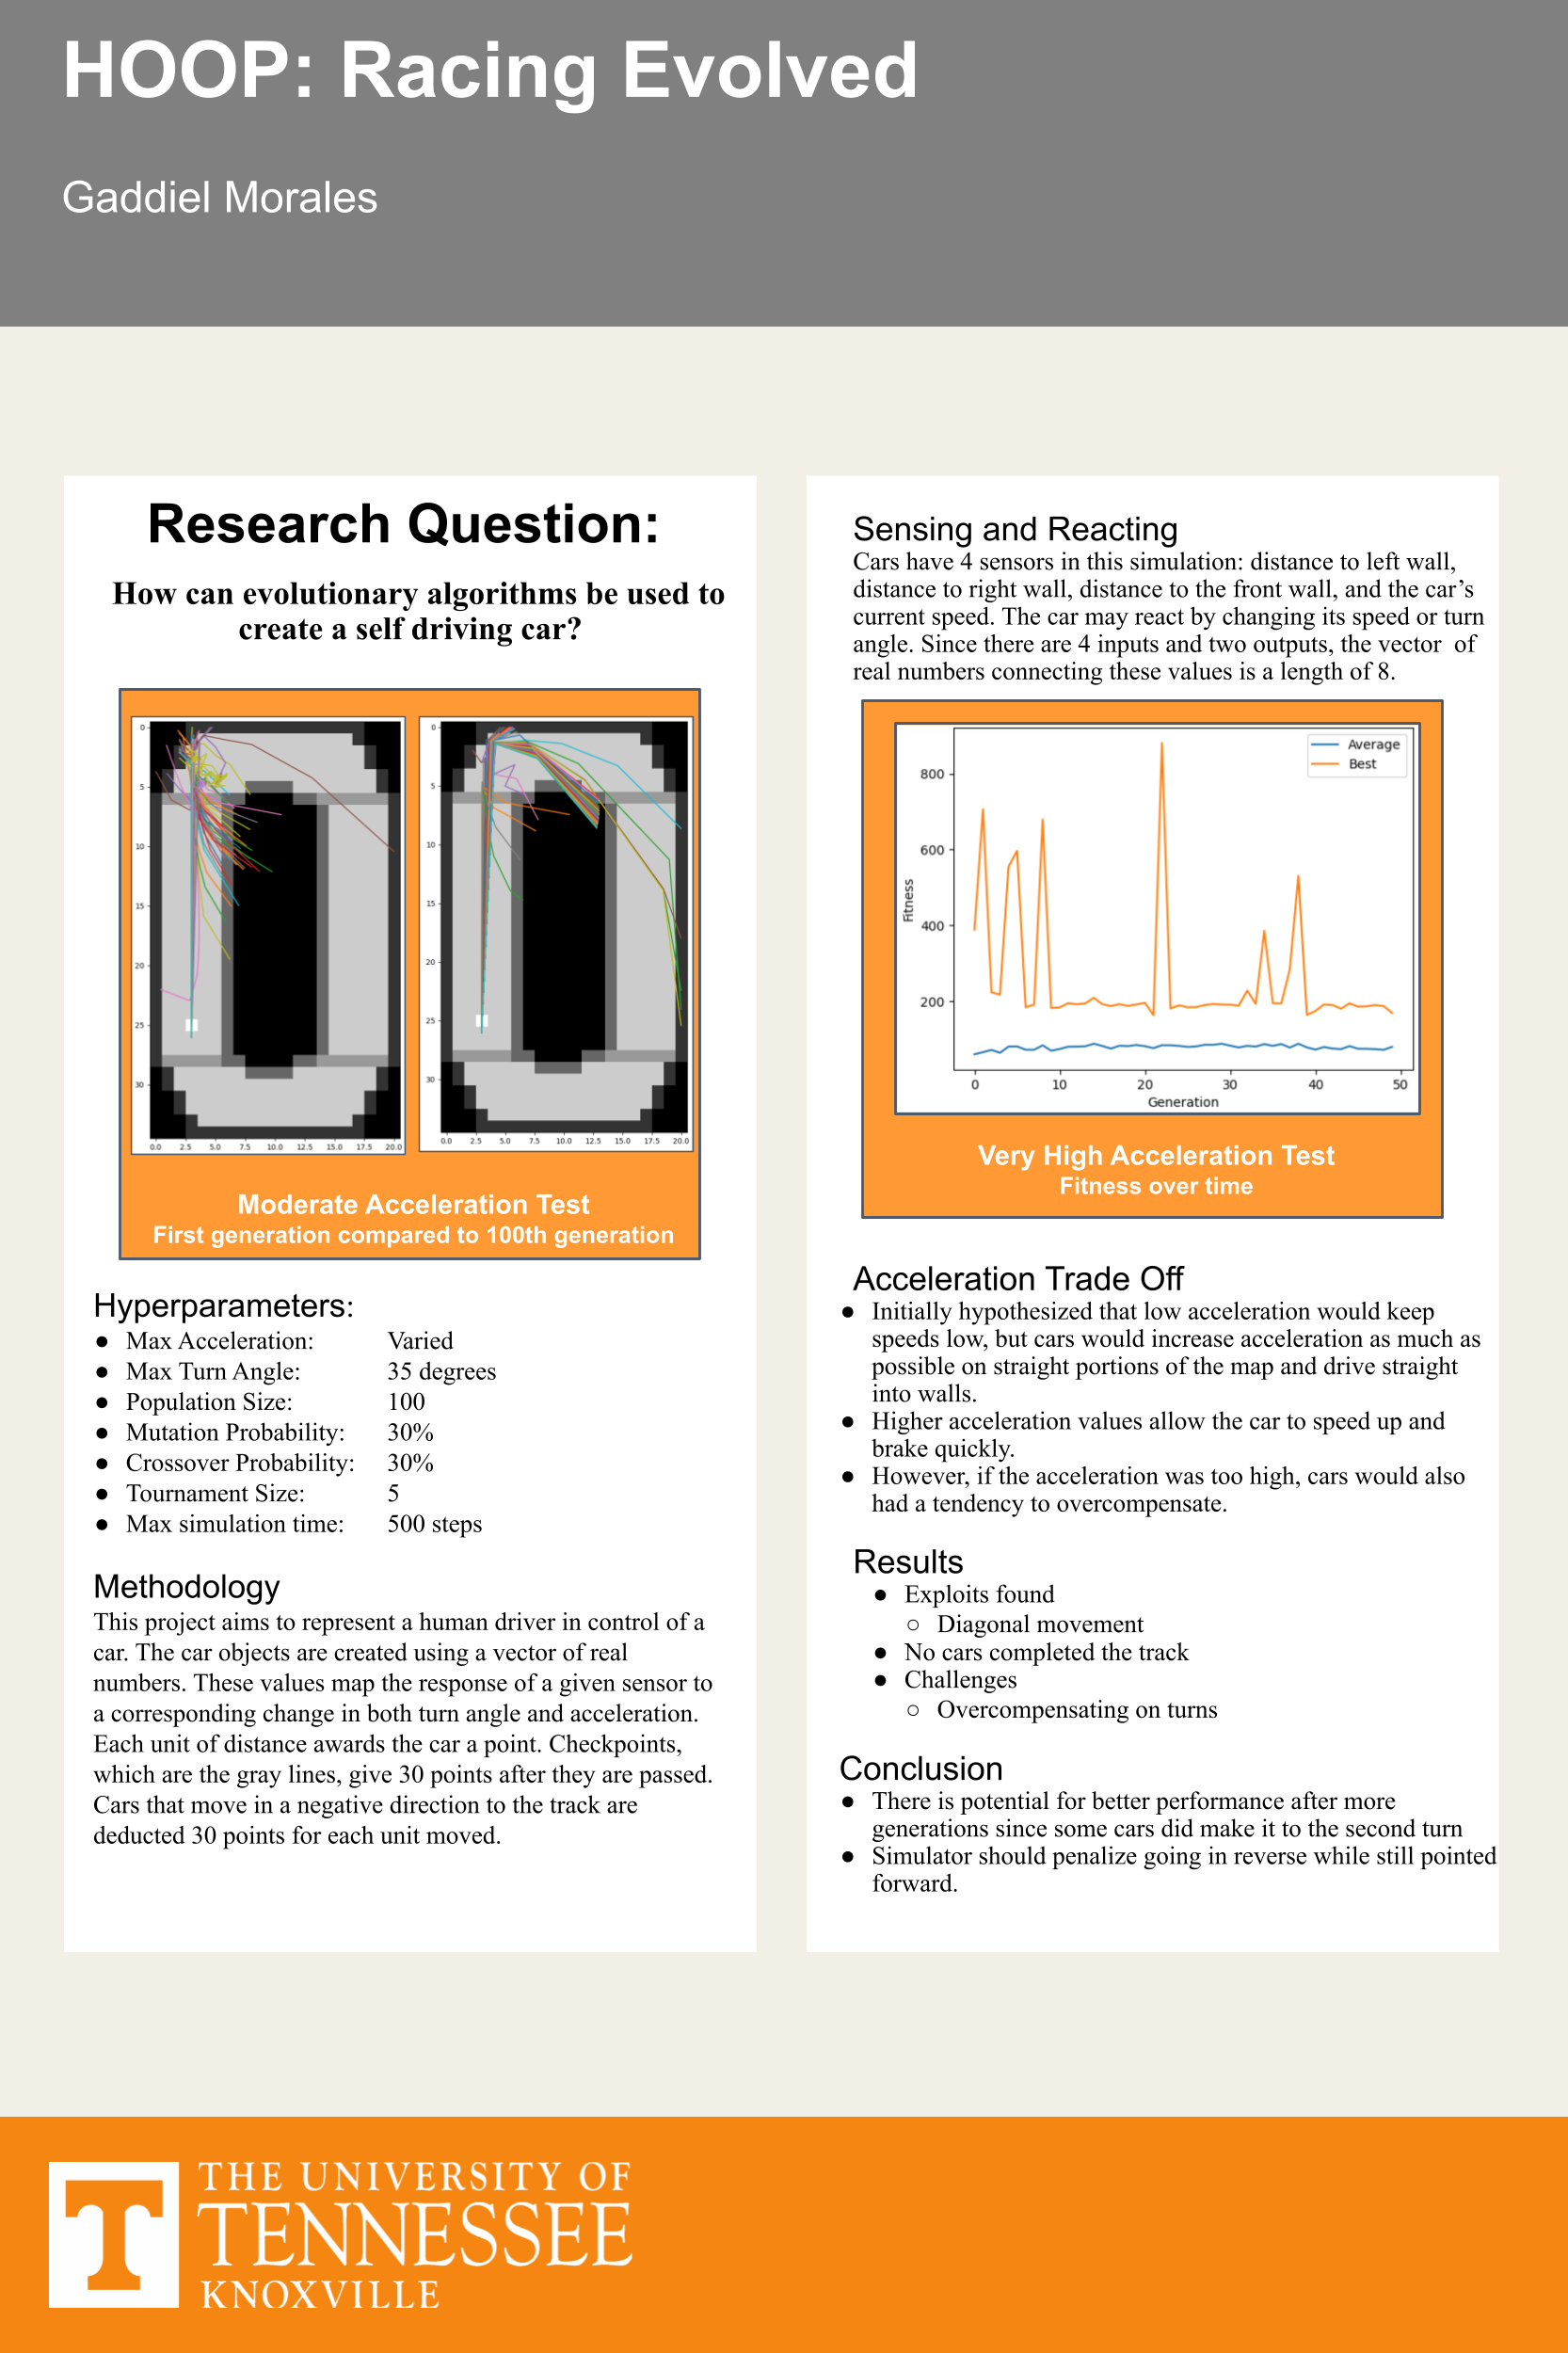 HOOP: Racing Evolved
Gaddiel Morales
Research Question:
How can evolutionary algorithms be used to
create a self driving car?
0
5
10
15
20
25
30
0.0 2.5 5.0 7.5 10.0 12.5 15.0 17.5 20.0
0
5
10
15
20
25
30
0.0 2.5 5.0 7.5 10.0 12.5 15.0 17.5 20.0
Moderate Acceleration Test
First generation compared to 100th generation
Hyperparameters:
● Max Acceleration: Varied
● Max Turn Angle: 35 degrees
● Population Size: 100
● Mutation Probability: 30%
● Crossover Probability: 30%
● Tournament Size: 5
● Max simulation time: 500 steps
Methodology
This project aims to represent a human driver in control of a
car. The car objects are created using a vector of real
numbers. These values map the response of a given sensor to
a corresponding change in both turn angle and acceleration.
Each unit of distance awards the car a point. Checkpoints,
which are the gray lines, give 30 points after they are passed.
Cars that move in a negative direction to the track are
deducted 30 points for each unit moved.
Sensing and Reacting
Cars have 4 sensors in this simulation: distance to left wall,
distance to right wall, distance to the front wall, and the car’s
current speed. The car may react by changing its speed or turn
angle. Since there are 4 inputs and two outputs, the vector of
real numbers connecting these values is a length of 8.
Average
Best
800
600
400
200
Fitness
0 10 20 30 40 50
Generation
Very High Acceleration Test
Fitness over time
Acceleration Trade Off
● Initially hypothesized that low acceleration would keep
speeds low, but cars would increase acceleration as much as
possible on straight portions of the map and drive straight
into walls.
● Higher acceleration values allow the car to speed up and
brake quickly.
● However, if the acceleration was too high, cars would also
had a tendency to overcompensate.
Results
● Exploits found
○ Diagonal movement
● No cars completed the track
● Challenges
○ Overcompensating on turns
Conclusion
● There is potential for better performance after more
generations since some cars did make it to the second turn
● Simulator should penalize going in reverse while still pointed
forward.
T
THE UNIVERSITY OF
TENNESSEE
KNOXVILLE